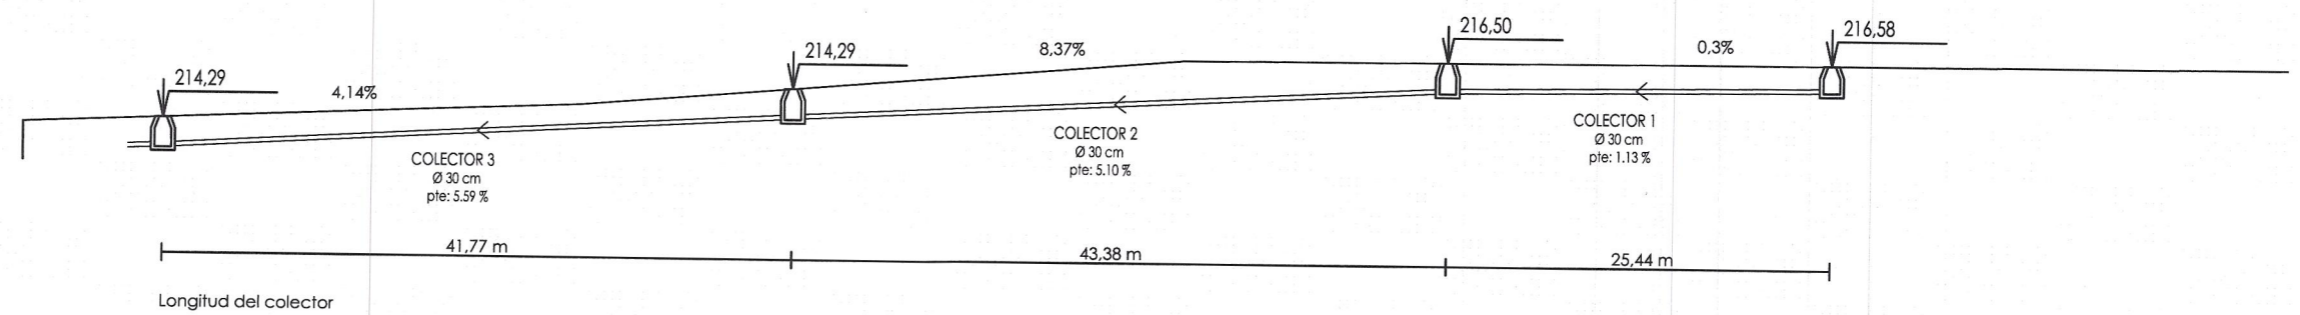 216,50
216,58
214,29
8,37%
0,3%
214,29
4,14%
COLECTOR 1
Ø 30 cm
pte: 1.13 %
COLECTOR 2
Ø 30 cm
pte: 5.10 %
COLECTOR 3
Ø 30 cm
pte: 5.59 %
41,77 m
43,38 m
25,44 m
Longitud del colector